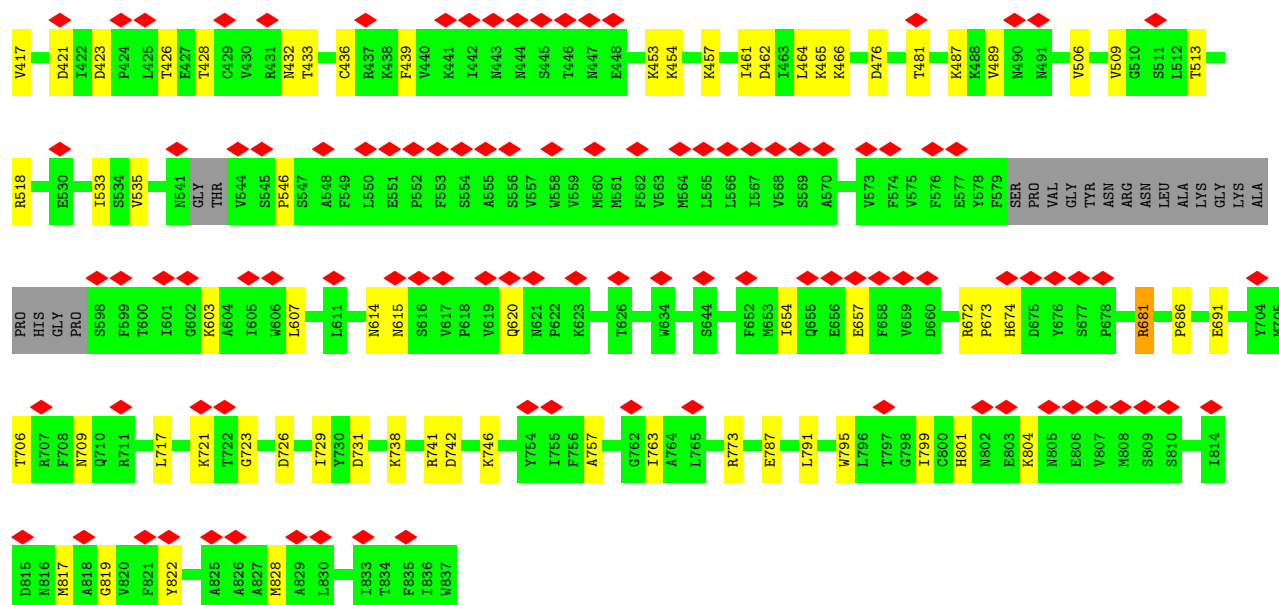 V417 D421 I422 D423 P424 L425 T426 E427 T428 C429 V430 R431 N432 T433 C436 R437 K438 F439 V440 K441 I442 N443 N444 S445 T446 N447 E448 K453 K454 K457 I461 D462 I463 L464 K465 K466 D476 T481 K487 K488 V489 N490 N491 V506 V509 G510 S511 L512 T513
R518 E530 I533 S534 V535 N541 GLY THR V544 S545 P546 S547 A548 F549 L550 E551 P552 F553 S554 A555 S556 V557 W558 V559 M560 M561 F562 V563 M564 L565 L566 I567 V568 S569 A570 V573 F574 V575 F576 E577 Y578 F579 SER PRO VAL GLY TYR ASN ARG ASN LEU ALA LYS GLY LYS ALA
PRO HIS GLY PRO S598 F599 T600 I601 G602 K603 A604 I605 W606 L607 L611 N614 N615 S616 V617 P618 V619 Q620 N621 P622 K623 T626 W634 S644 F652 M653 I654 Q655 E656 E657 F658 V659 D660 R672 P673 H674 D675 Y676 S677 P678 R681 P686 E691 Y704 M705
T706 R707 F708 N709 Q710 R711 L717 K721 T722 G723 D726 I729 Y730 D731 K738 R741 D742 K746 Y754 I755 F756 A757 G762 I763 A764 L765 R773 E787 L791 W795 L796 T797 G798 I799 C800 H801 N802 E803 K804 N805 E806 V807 M808 S809 S810 I814
D815 N816 M817 A818 G819 V820 F821 Y822 A825 A826 A827 M828 A829 L830 I833 T834 F835 I836 W837